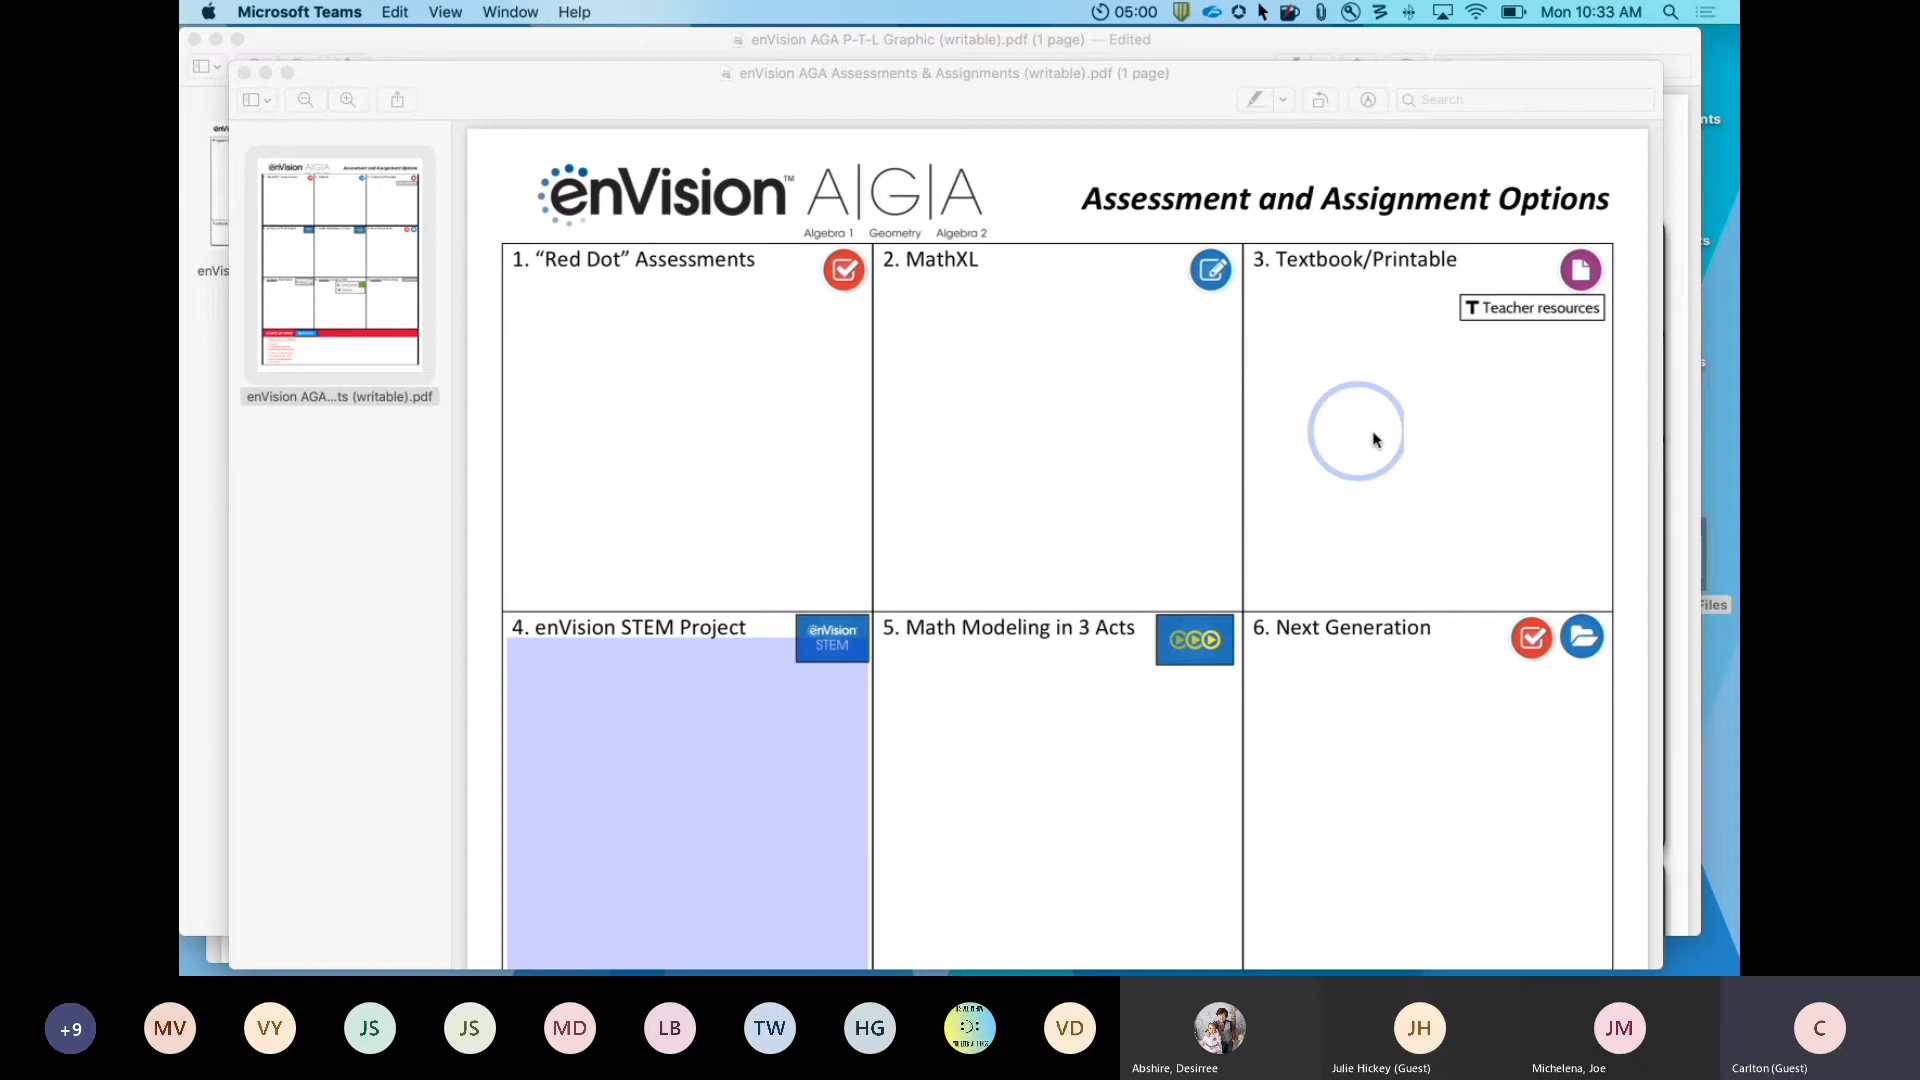 Microsoft Teams Edit View Window Help 05:00 Mon 10:33 AM
enVision AGA P-T-L Graphic (writable).pdf (1 page) — Edited
enVision AGA Assessments & Assignments (writable).pdf (1 page)
Search
enVision AGA...ts (writable).pdf
enVision™ A|G|A
Algebra 1 Geometry Algebra 2
Assessment and Assignment Options
1. “Red Dot” Assessments
2. MathXL
3. Textbook/Printable
T Teacher resources
4. enVision STEM Project
enVision
STEM
5. Math Modeling in 3 Acts
6. Next Generation
Files
+9 MV VY JS JS MD LB TW HG VD JH JM C
Abshire, Desirree Julie Hickey (Guest) Michelena, Joe Carlton (Guest)